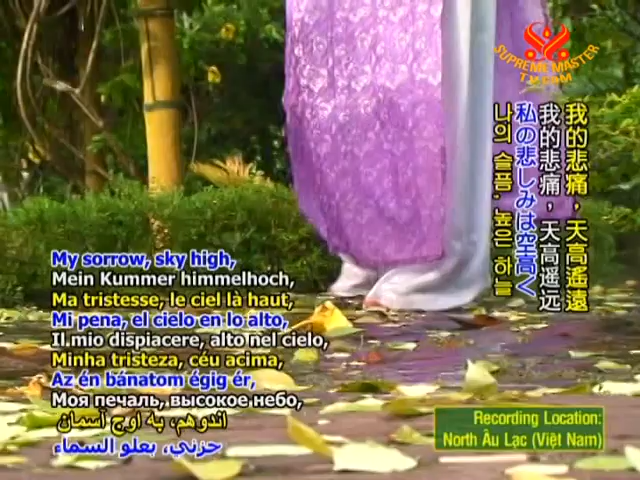 SUPREME MASTER
TV.COM
我的悲痛，天高遙遠
我的悲痛，天高遥远
私の悲しみは空高く
나의 슬픔, 높은 하늘
My sorrow, sky high,
Mein Kummer himmelhoch,
Ma tristesse, le ciel là haut,
Mi pena, el cielo en lo alto,
Il mio dispiacere, alto nel cielo,
Minha tristeza, céu acima,
Az én bánatom égig ér,
Моя печаль, высокое небо,
اندوهم، به اوج آسمان
حزني، بعلو السماء،
Recording Location:
North Âu Lạc (Việt Nam)